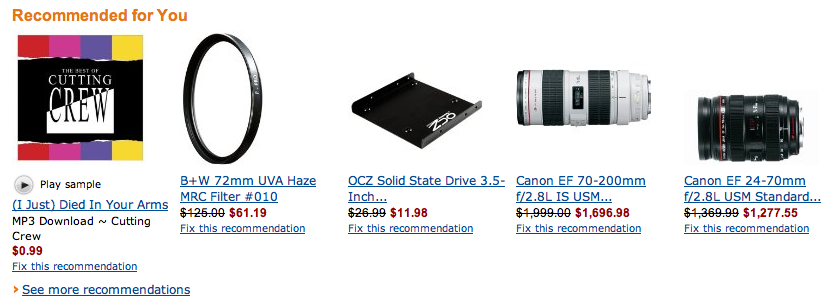 Recommended for You
THE BEST OF
CUTTING
CREW
Play sample
(I Just) Died In Your Arms
MP3 Download ~ Cutting
Crew
$0.99
Fix this recommendation
B+W 72mm UVA Haze
MRC Filter #010
$125.00 $61.19
Fix this recommendation
OCZ
OCZ Solid State Drive 3.5-
Inch...
$26.99 $11.98
Fix this recommendation
Canon EF 70-200mm
f/2.8L IS USM...
$1,999.00 $1,696.98
Fix this recommendation
Canon EF 24-70mm
f/2.8L USM Standard...
$1,369.99 $1,277.55
Fix this recommendation
See more recommendations